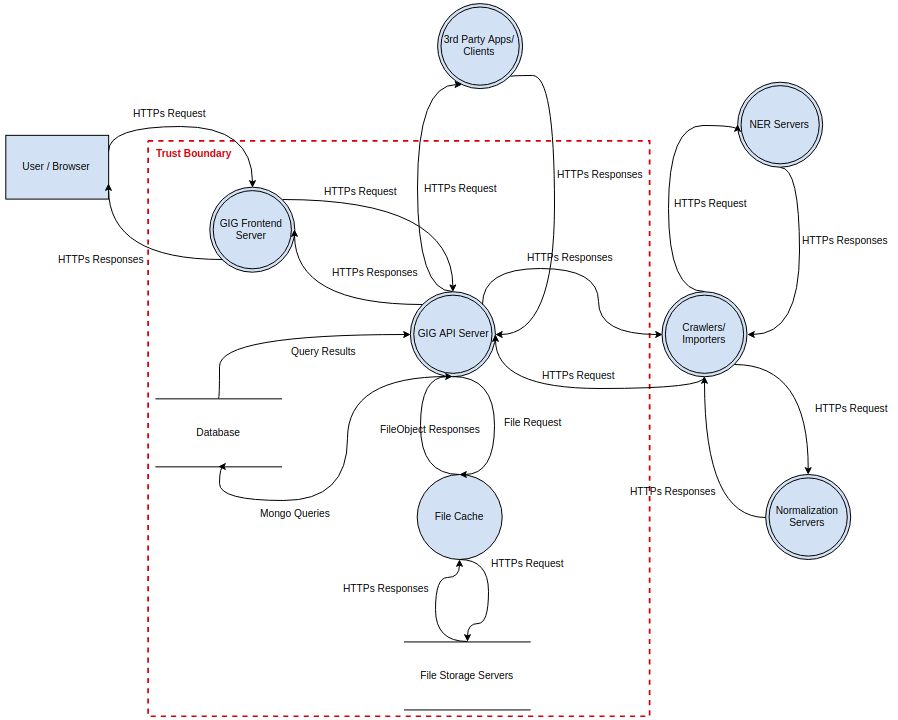 3rd Party Apps/
Clients
HTTPs Request
NER Servers
User / Browser
Trust Boundary
HTTPs Request
HTTPs Request
HTTPs Responses
HTTPs Request
GIG Frontend
Server
HTTPs Responses
HTTPs Responses
HTTPs Responses
HTTPs Responses
GIG API Server
Crawlers/
Importers
Query Results
HTTPs Request
HTTPs Request
Database
FileObject Responses
File Request
HTTPs Responses
Mongo Queries
File Cache
Normalization
Servers
HTTPs Request
HTTPs Responses
File Storage Servers